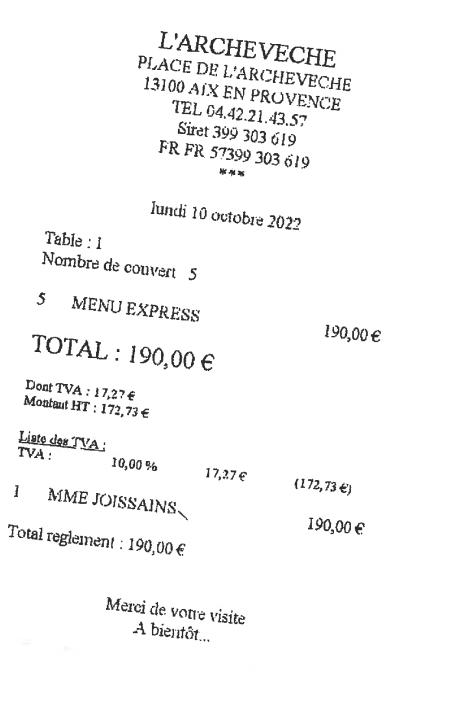 L'ARCHEVECHE
PLACE DE L'ARCHEVECHE
13100 AIX EN PROVENCE
TEL 04.42.21.43.57
Siret 399 303 619
FR FR 57399 303 619
***
lundi 10 octobre 2022
Table : 1
Nombre de couvert 5
5 MENU EXPRESS 190,00 €
TOTAL : 190,00 €
Dont TVA : 17,27 €
Montant HT : 172,73 €
Liste des TVA :
TVA : 10,00 % 17,27 € (172,73 €)
1 MME JOISSAINS 190,00 €
Total reglement : 190,00 €
Merci de votre visite
A bientôt...